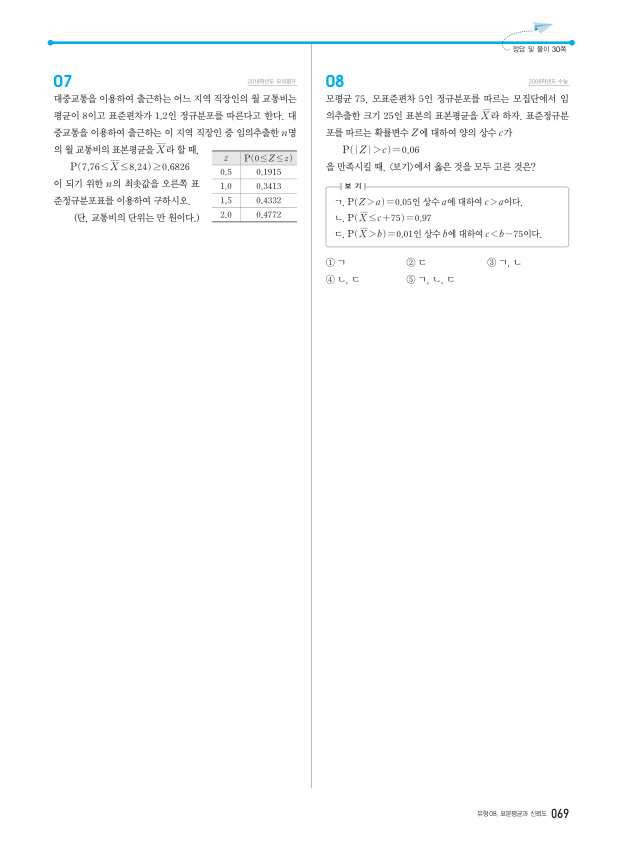 정답 및 풀이 30쪽
07
2018학년도 모의평가
대중교통을 이용하여 출근하는 어느 지역 직장인의 월 교통비는
평균이 8이고 표준편차가 1.2인 정규분포를 따른다고 한다. 대
중교통을 이용하여 출근하는 이 지역 직장인 중 임의추출한 n명
의 월 교통비의 표본평균을 X̄라 할 때,
P(7.76≤X̄≤8.24)≥0.6826
이 되기 위한 n의 최솟값을 오른쪽 표
준정규분포표를 이용하여 구하시오.
(단, 교통비의 단위는 만 원이다.)
z P(0≤Z≤z)
0.5 0.1915
1.0 0.3413
1.5 0.4332
2.0 0.4772
08
2008학년도 수능
모평균 75, 모표준편차 5인 정규분포를 따르는 모집단에서 임
의추출한 크기 25인 표본의 표본평균을 X̄라 하자. 표준정규분
포를 따르는 확률변수 Z에 대하여 양의 상수 c가
P(|Z|>c)=0.06
을 만족시킬 때, 〈보기〉에서 옳은 것을 모두 고른 것은?
보기
ㄱ. P(Z>a)=0.05인 상수 a에 대하여 c>a이다.
ㄴ. P(X̄≤c+75)=0.97
ㄷ. P(X̄>b)=0.01인 상수 b에 대하여 c<b-75이다.
① ㄱ ② ㄷ ③ ㄱ, ㄴ
④ ㄴ, ㄷ ⑤ ㄱ, ㄴ, ㄷ
유형 08. 표본평균과 신뢰도 069